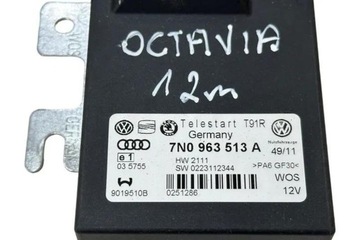 OCTAVIA
12m
Telestart T91R
Germany
7N0 963 513 A
49/11
e1
HW 2111
>PA6 GF30<
03 5755
SW 0223112344
WOS
9019510B
0251286
12V